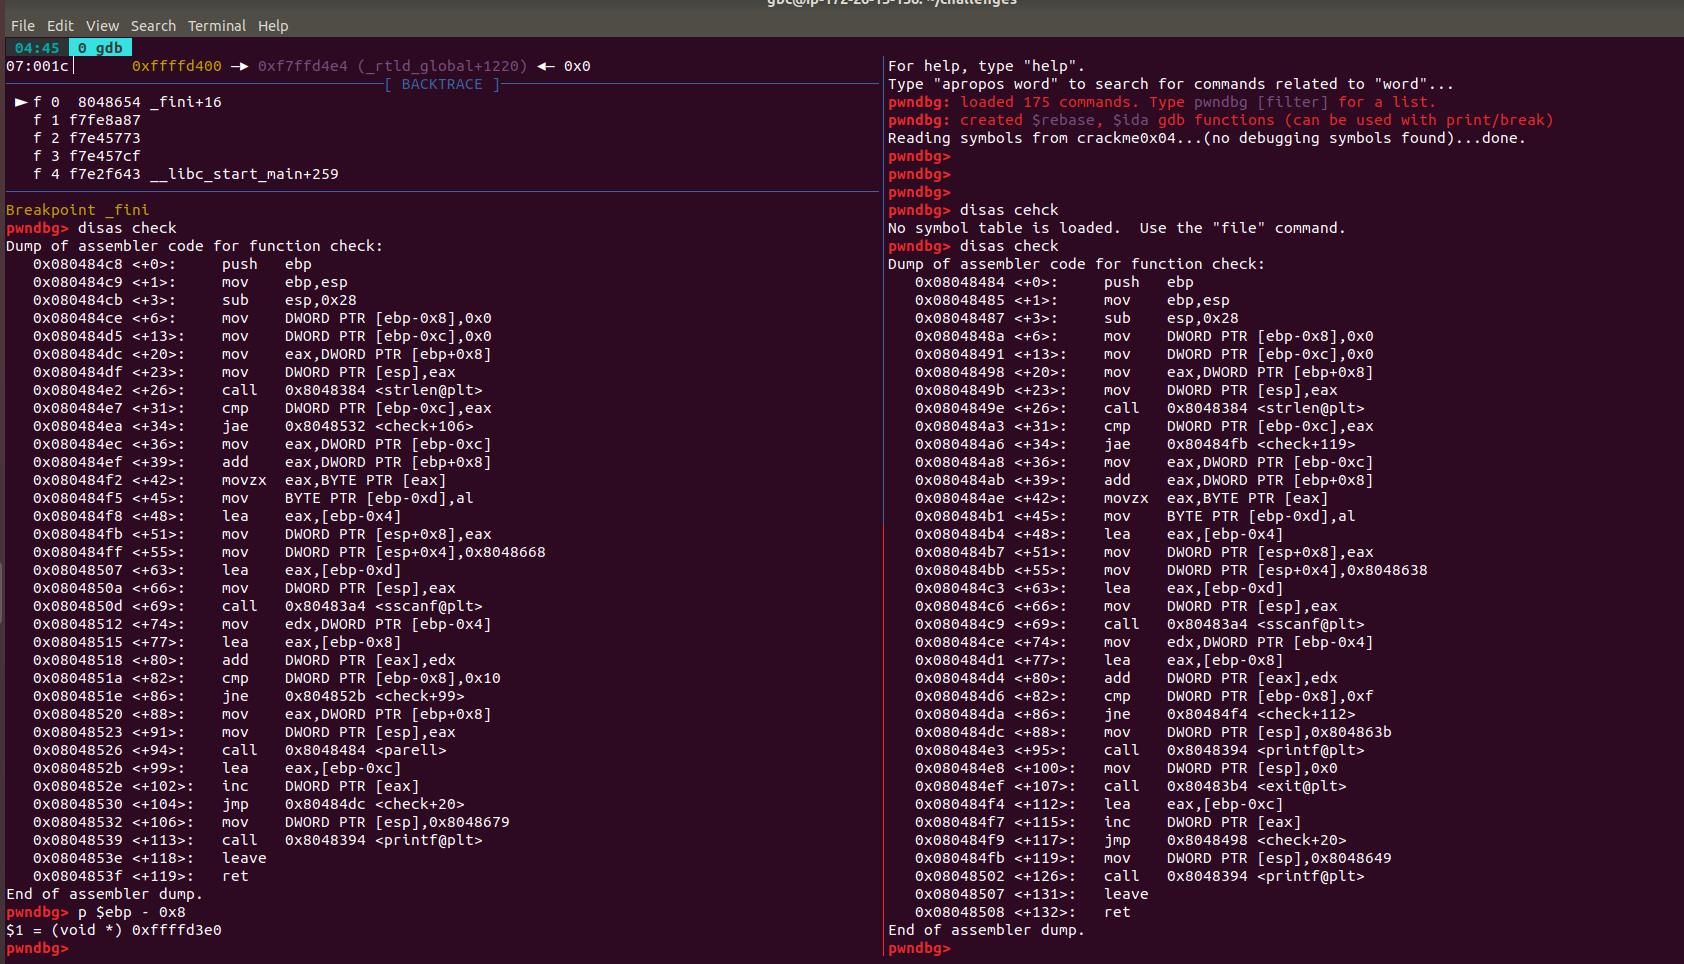 File Edit View Search Terminal Help
04:45 0 gdb
07:001c│ 0xffffd400 —► 0xf7ffd4e4 (_rtld_global+1220) ◄— 0x0
[ BACKTRACE ]
► f 0 8048654 _fini+16
f 1 f7fe8a87
f 2 f7e45773
f 3 f7e457cf
f 4 f7e2f643 __libc_start_main+259
Breakpoint _fini
pwndbg> disas check
Dump of assembler code for function check:
0x080484c8 <+0>: push ebp
0x080484c9 <+1>: mov ebp,esp
0x080484cb <+3>: sub esp,0x28
0x080484ce <+6>: mov DWORD PTR [ebp-0x8],0x0
0x080484d5 <+13>: mov DWORD PTR [ebp-0xc],0x0
0x080484dc <+20>: mov eax,DWORD PTR [ebp+0x8]
0x080484df <+23>: mov DWORD PTR [esp],eax
0x080484e2 <+26>: call 0x8048384 <strlen@plt>
0x080484e7 <+31>: cmp DWORD PTR [ebp-0xc],eax
0x080484ea <+34>: jae 0x8048532 <check+106>
0x080484ec <+36>: mov eax,DWORD PTR [ebp-0xc]
0x080484ef <+39>: add eax,DWORD PTR [ebp+0x8]
0x080484f2 <+42>: movzx eax,BYTE PTR [eax]
0x080484f5 <+45>: mov BYTE PTR [ebp-0xd],al
0x080484f8 <+48>: lea eax,[ebp-0x4]
0x080484fb <+51>: mov DWORD PTR [esp+0x8],eax
0x080484ff <+55>: mov DWORD PTR [esp+0x4],0x8048668
0x08048507 <+63>: lea eax,[ebp-0xd]
0x0804850a <+66>: mov DWORD PTR [esp],eax
0x0804850d <+69>: call 0x80483a4 <sscanf@plt>
0x08048512 <+74>: mov edx,DWORD PTR [ebp-0x4]
0x08048515 <+77>: lea eax,[ebp-0x8]
0x08048518 <+80>: add DWORD PTR [eax],edx
0x0804851a <+82>: cmp DWORD PTR [ebp-0x8],0x10
0x0804851e <+86>: jne 0x804852b <check+99>
0x08048520 <+88>: mov eax,DWORD PTR [ebp+0x8]
0x08048523 <+91>: mov DWORD PTR [esp],eax
0x08048526 <+94>: call 0x8048484 <parell>
0x0804852b <+99>: lea eax,[ebp-0xc]
0x0804852e <+102>: inc DWORD PTR [eax]
0x08048530 <+104>: jmp 0x80484dc <check+20>
0x08048532 <+106>: mov DWORD PTR [esp],0x8048679
0x08048539 <+113>: call 0x8048394 <printf@plt>
0x0804853e <+118>: leave
0x0804853f <+119>: ret
End of assembler dump.
pwndbg> p $ebp - 0x8
$1 = (void *) 0xffffd3e0
pwndbg>
For help, type "help".
Type "apropos word" to search for commands related to "word"...
pwndbg: loaded 175 commands. Type pwndbg [filter] for a list.
pwndbg: created $rebase, $ida gdb functions (can be used with print/break)
Reading symbols from crackme0x04...(no debugging symbols found)...done.
pwndbg>
pwndbg>
pwndbg>
pwndbg> disas cehck
No symbol table is loaded.  Use the "file" command.
pwndbg> disas check
Dump of assembler code for function check:
0x08048484 <+0>: push ebp
0x08048485 <+1>: mov ebp,esp
0x08048487 <+3>: sub esp,0x28
0x0804848a <+6>: mov DWORD PTR [ebp-0x8],0x0
0x08048491 <+13>: mov DWORD PTR [ebp-0xc],0x0
0x08048498 <+20>: mov eax,DWORD PTR [ebp+0x8]
0x0804849b <+23>: mov DWORD PTR [esp],eax
0x0804849e <+26>: call 0x8048384 <strlen@plt>
0x080484a3 <+31>: cmp DWORD PTR [ebp-0xc],eax
0x080484a6 <+34>: jae 0x80484fb <check+119>
0x080484a8 <+36>: mov eax,DWORD PTR [ebp-0xc]
0x080484ab <+39>: add eax,DWORD PTR [ebp+0x8]
0x080484ae <+42>: movzx eax,BYTE PTR [eax]
0x080484b1 <+45>: mov BYTE PTR [ebp-0xd],al
0x080484b4 <+48>: lea eax,[ebp-0x4]
0x080484b7 <+51>: mov DWORD PTR [esp+0x8],eax
0x080484bb <+55>: mov DWORD PTR [esp+0x4],0x8048638
0x080484c3 <+63>: lea eax,[ebp-0xd]
0x080484c6 <+66>: mov DWORD PTR [esp],eax
0x080484c9 <+69>: call 0x80483a4 <sscanf@plt>
0x080484ce <+74>: mov edx,DWORD PTR [ebp-0x4]
0x080484d1 <+77>: lea eax,[ebp-0x8]
0x080484d4 <+80>: add DWORD PTR [eax],edx
0x080484d6 <+82>: cmp DWORD PTR [ebp-0x8],0xf
0x080484da <+86>: jne 0x80484f4 <check+112>
0x080484dc <+88>: mov DWORD PTR [esp],0x804863b
0x080484e3 <+95>: call 0x8048394 <printf@plt>
0x080484e8 <+100>: mov DWORD PTR [esp],0x0
0x080484ef <+107>: call 0x80483b4 <exit@plt>
0x080484f4 <+112>: lea eax,[ebp-0xc]
0x080484f7 <+115>: inc DWORD PTR [eax]
0x080484f9 <+117>: jmp 0x8048498 <check+20>
0x080484fb <+119>: mov DWORD PTR [esp],0x8048649
0x08048502 <+126>: call 0x8048394 <printf@plt>
0x08048507 <+131>: leave
0x08048508 <+132>: ret
End of assembler dump.
pwndbg>